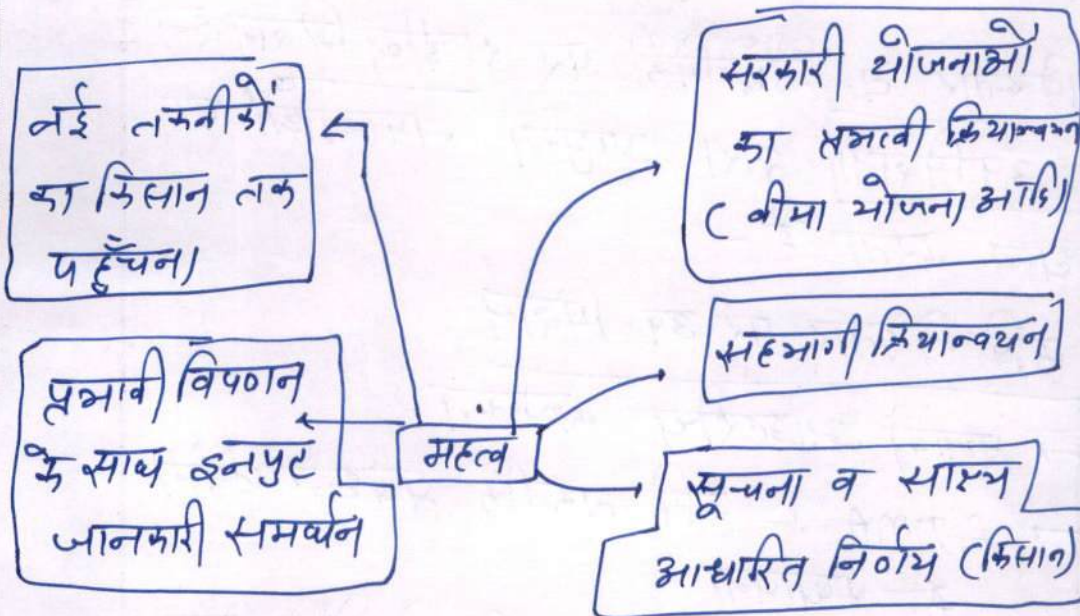 नई तकनीकों
का किसान तक
पहुँचना
सरकारी योजनाओं
का प्रभावी क्रियान्वयन
(बीमा योजना आदि)
सहभागी क्रियान्वयन
प्रभावी विपणन
के साथ इनपुट
जानकारी समर्थन
महत्व
सूचना व साक्ष्य
आधारित निर्णय (किसान)